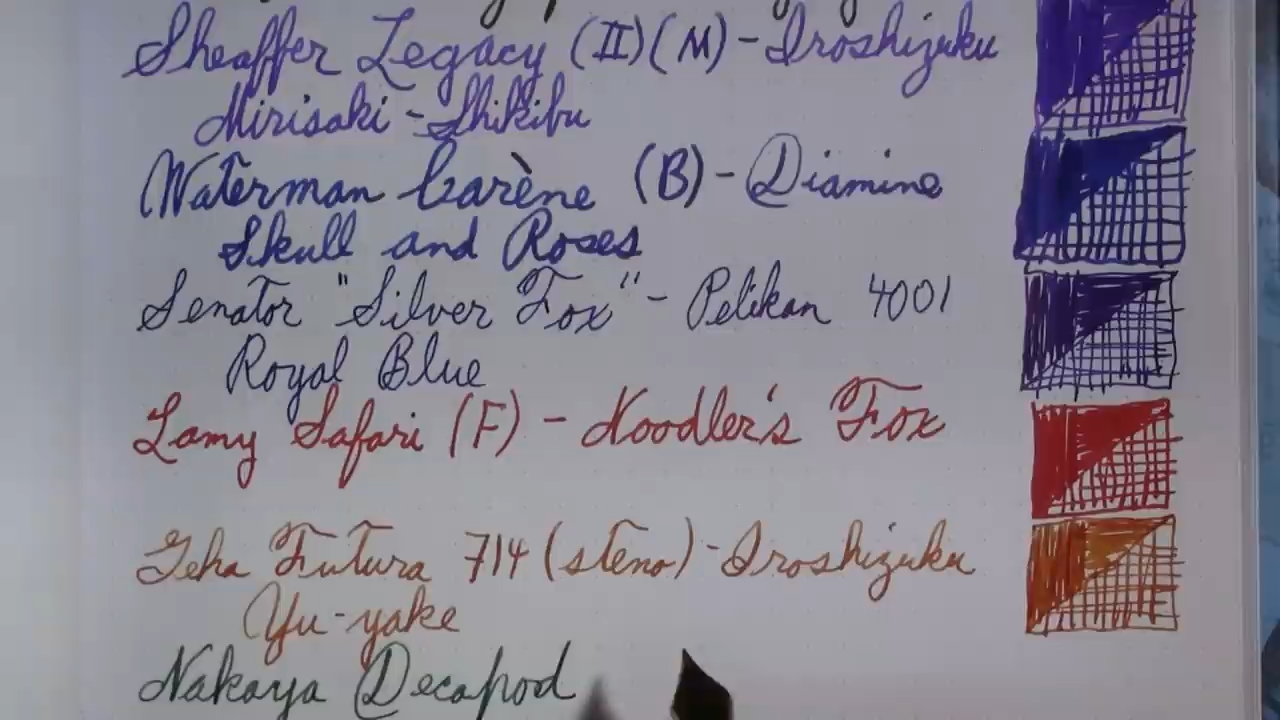 Sheaffer Legacy (II)(M) - Iroshizuku
Mirisaki - Shikibu
Waterman Carène (B) - Diamine
Skull and Roses
Senator "Silver Fox" - Pelikan 4001
Royal Blue
Lamy Safari (F) - Noodler's Fox
Geha Futura 714 (steno) - Iroshizuku
Yu-yake
Nakaya Decapod